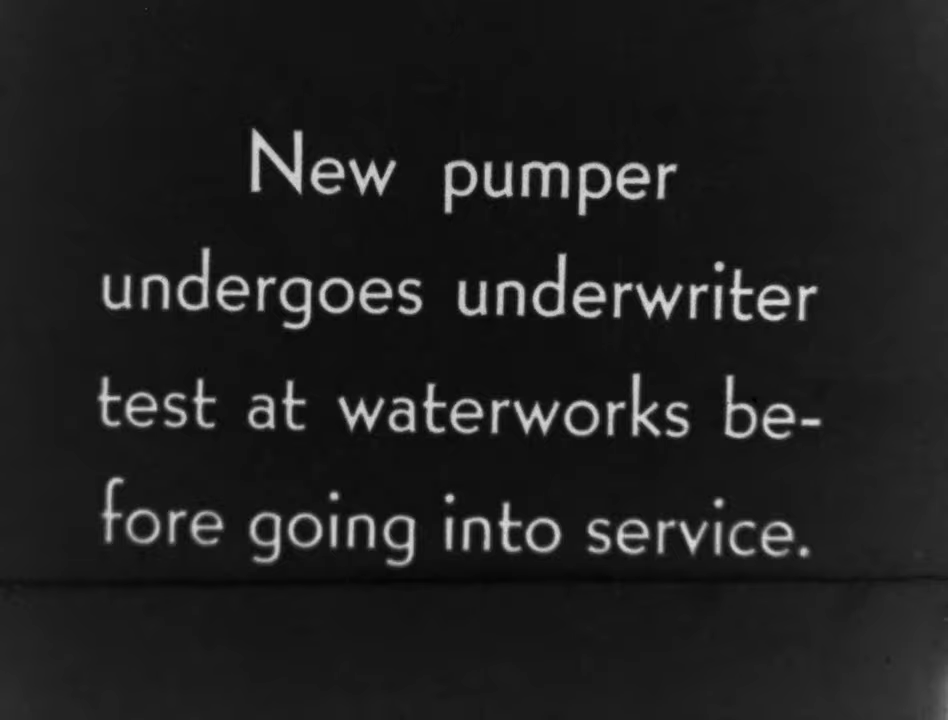 New pumper
undergoes underwriter
test at waterworks be-
fore going into service.